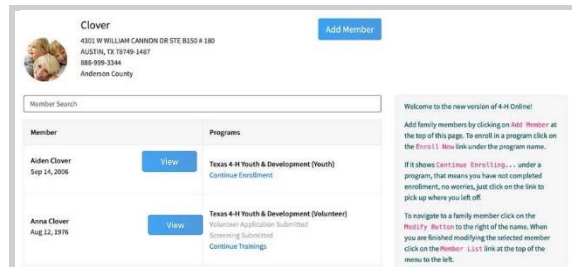 Clover
4301 W WILLIAM CANNON DR STE B150 # 180
AUSTIN, TX 78749-1487
888-999-3344
Anderson County
Add Member
Member Search
Member
Programs
Aiden Clover
Sep 14, 2006
View
Texas 4-H Youth & Development (Youth)
Continue Enrollment
Anna Clover
Aug 12, 1976
View
Texas 4-H Youth & Development (Volunteer)
Volunteer Application Submitted
Screening Submitted
Continue Trainings
Welcome to the new version of 4-H Online!
Add family members by clicking on Add Member at
the top of this page. To enroll in a program click on
the Enroll Now link under the program name.
If it shows Continue Enrolling... under a
program, that means you have not completed
enrollment, no worries, just click on the link to
pick up where you left off.
To navigate to a family member click on the
Modify Button to the right of the name. When
you are finished modifying the selected member
click on the Member List link at the top of the
menu to the left.